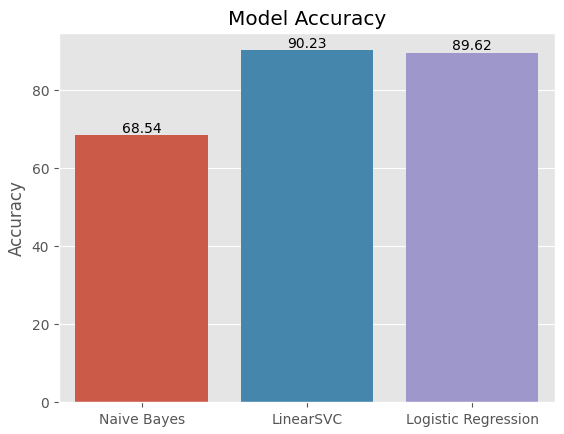 Model Accuracy
90.23
89.62
68.54
80
60
40
20
0
Accuracy
Naive Bayes
LinearSVC
Logistic Regression